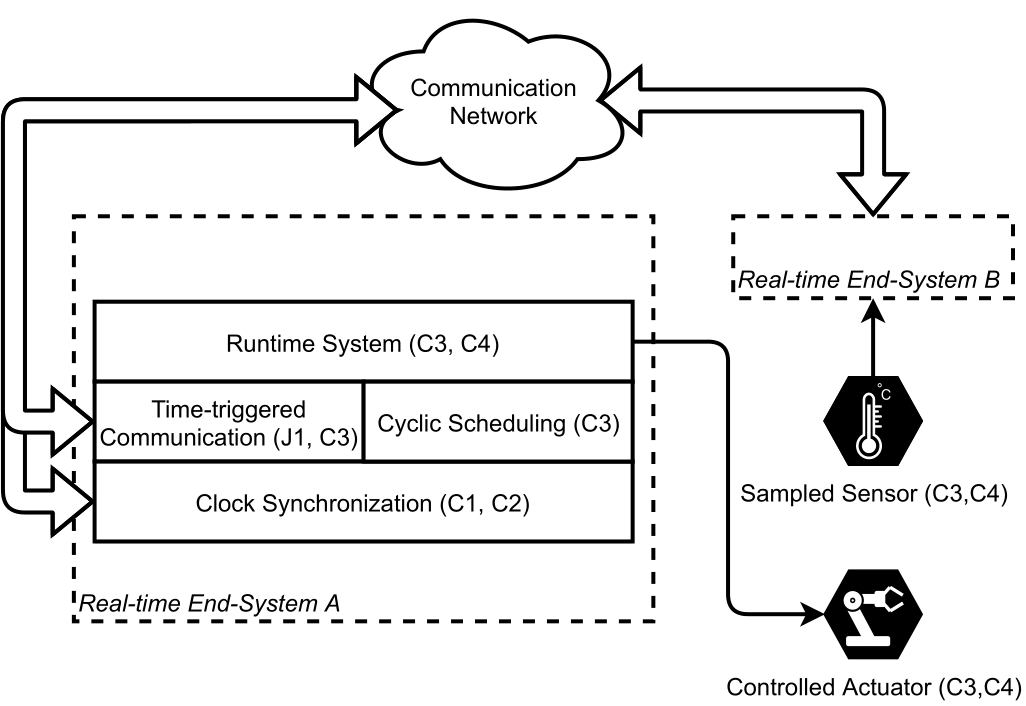 Communication
Network
Real-time End-System B
Runtime System (C3, C4)
Time-triggered
Communication (J1, C3)
Cyclic Scheduling (C3)
°C
Sampled Sensor (C3,C4)
Clock Synchronization (C1, C2)
Real-time End-System A
Controlled Actuator (C3,C4)